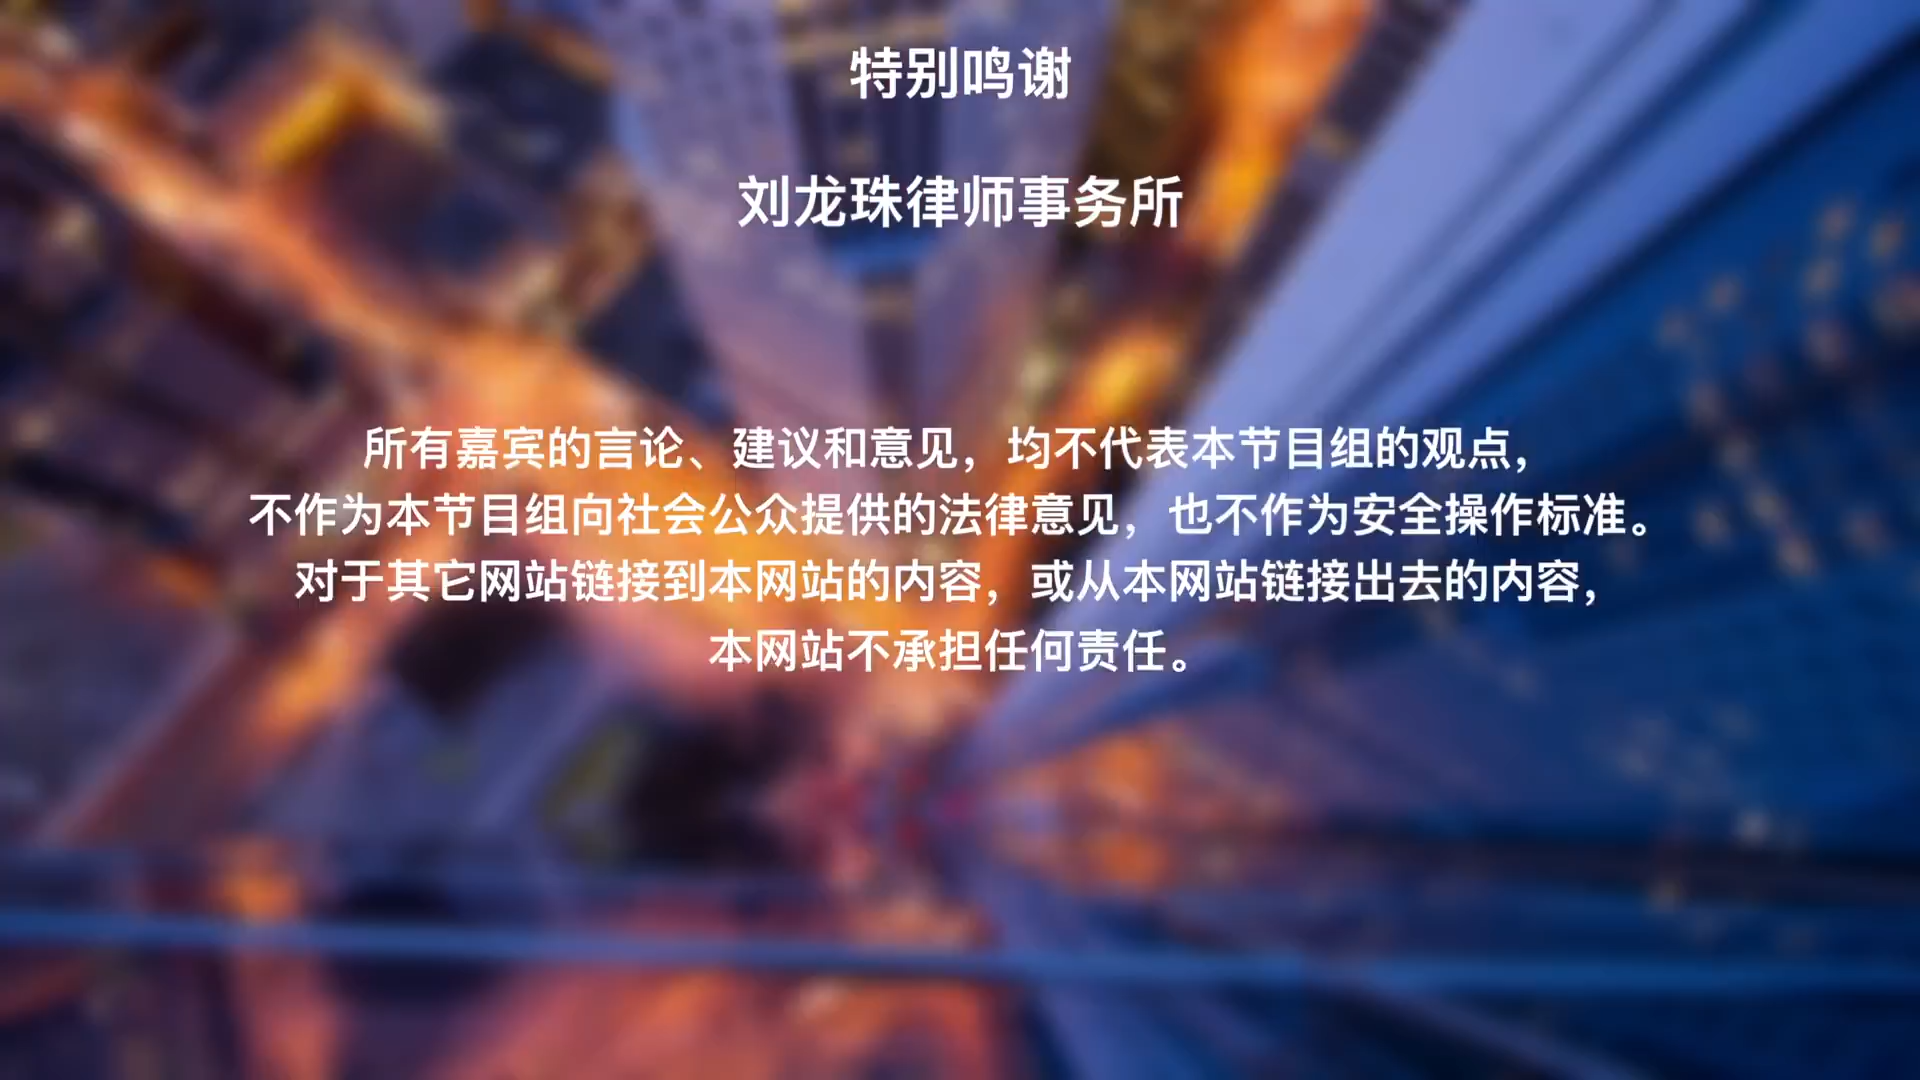 特别鸣谢
刘龙珠律师事务所
所有嘉宾的言论、建议和意见，均不代表本节目组的观点，
不作为本节目组向社会公众提供的法律意见，也不作为安全操作标准。
对于其它网站链接到本网站的内容，或从本网站链接出去的内容，
本网站不承担任何责任。